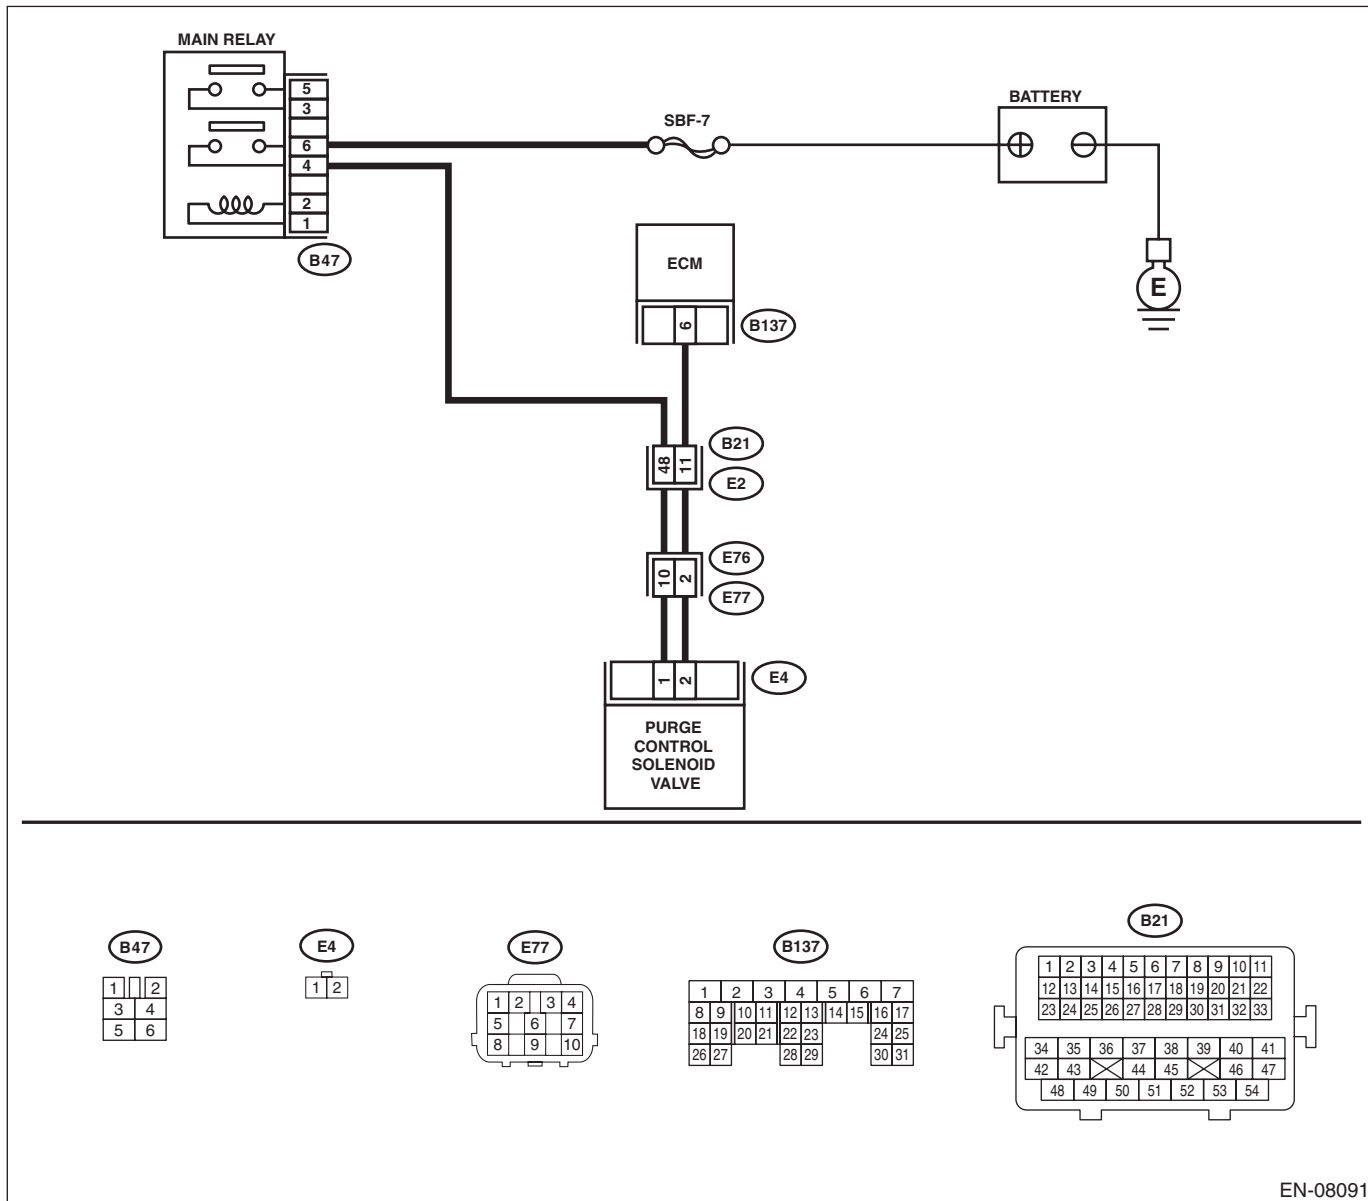 MAIN RELAY
5
3
6
4
2
1
B47
SBF-7
BATTERY
E
ECM
6
B137
48 11
B21
E2
10 2
E76
E77
1 2
E4
PURGE
CONTROL
SOLENOID
VALVE
B47
1 2
3 4
5 6
E4
1 2
E77
1 2 3 4
5 6 7
8 9 10
B137
1 2 3 4 5 6 7
8 9 10 11 12 13 14 15 16 17
18 19 20 21 22 23 24 25
26 27 28 29 30 31
B21
1 2 3 4 5 6 7 8 9 10 11
12 13 14 15 16 17 18 19 20 21 22
23 24 25 26 27 28 29 30 31 32 33
34 35 36 37 38 39 40 41
42 43 44 45 46 47
48 49 50 51 52 53 54
EN-08091